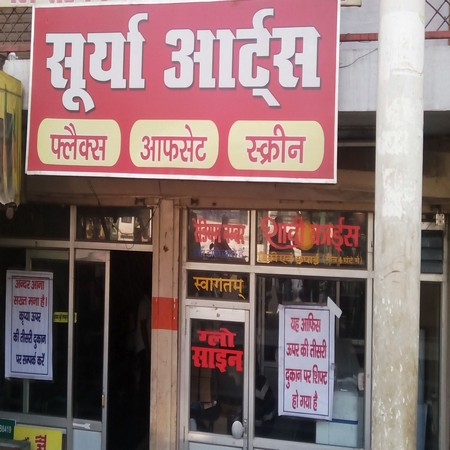 सूर्या आर्ट्स
फ्लैक्स
आफसेट
स्क्रीन
शादी कार्ड्स
स्वागतम्
ग्लो
साइन
अन्दर आना
सख्त मना है।
कृप्या ऊपर
की तीसरी
दुकान
पर सम्पर्क करें
यह आफिस
ऊपर की तीसरी
दुकान पर शिफ्ट
हो गया है